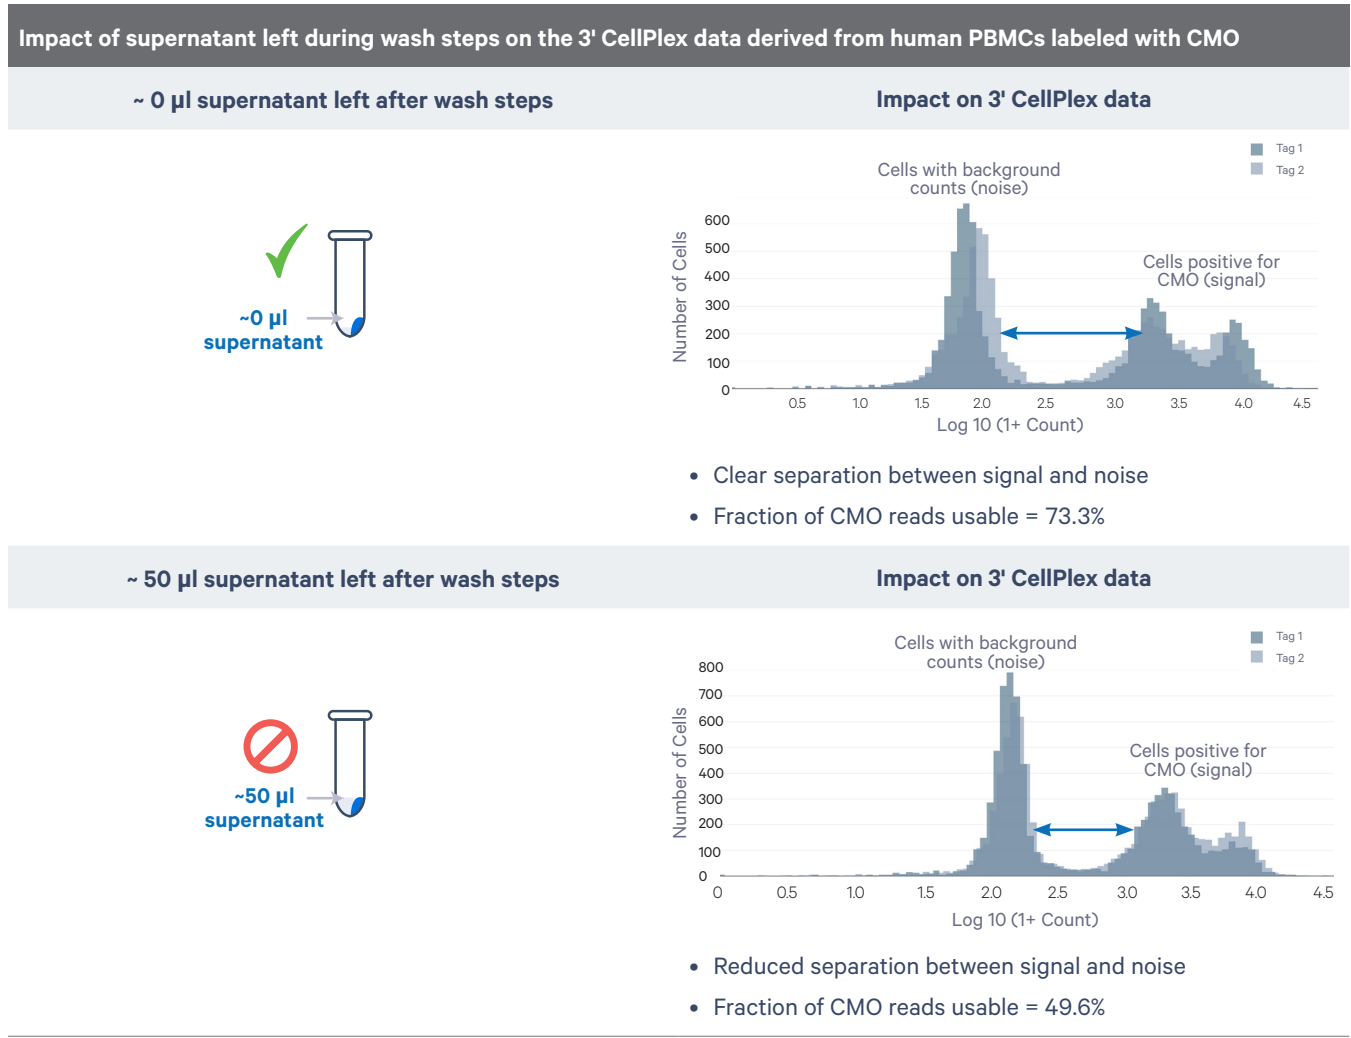 Impact of supernatant left during wash steps on the 3' CellPlex data derived from human PBMCs labeled with CMO
~ 0 µl supernatant left after wash steps
Impact on 3' CellPlex data
~0 µl
supernatant
Tag 1
Tag 2
Cells with background
counts (noise)
Cells positive for
CMO (signal)
Number of Cells
600
500
400
300
200
100
0
0.5 1.0 1.5 2.0 2.5 3.0 3.5 4.0 4.5
Log 10 (1+ Count)
• Clear separation between signal and noise
• Fraction of CMO reads usable = 73.3%
~ 50 µl supernatant left after wash steps
Impact on 3' CellPlex data
~50 µl
supernatant
Tag 1
Tag 2
Cells with background
counts (noise)
Cells positive for
CMO (signal)
Number of Cells
800
700
600
500
400
300
200
100
0
0 0.5 1.0 1.5 2.0 2.5 3.0 3.5 4.0 4.5
Log 10 (1+ Count)
• Reduced separation between signal and noise
• Fraction of CMO reads usable = 49.6%